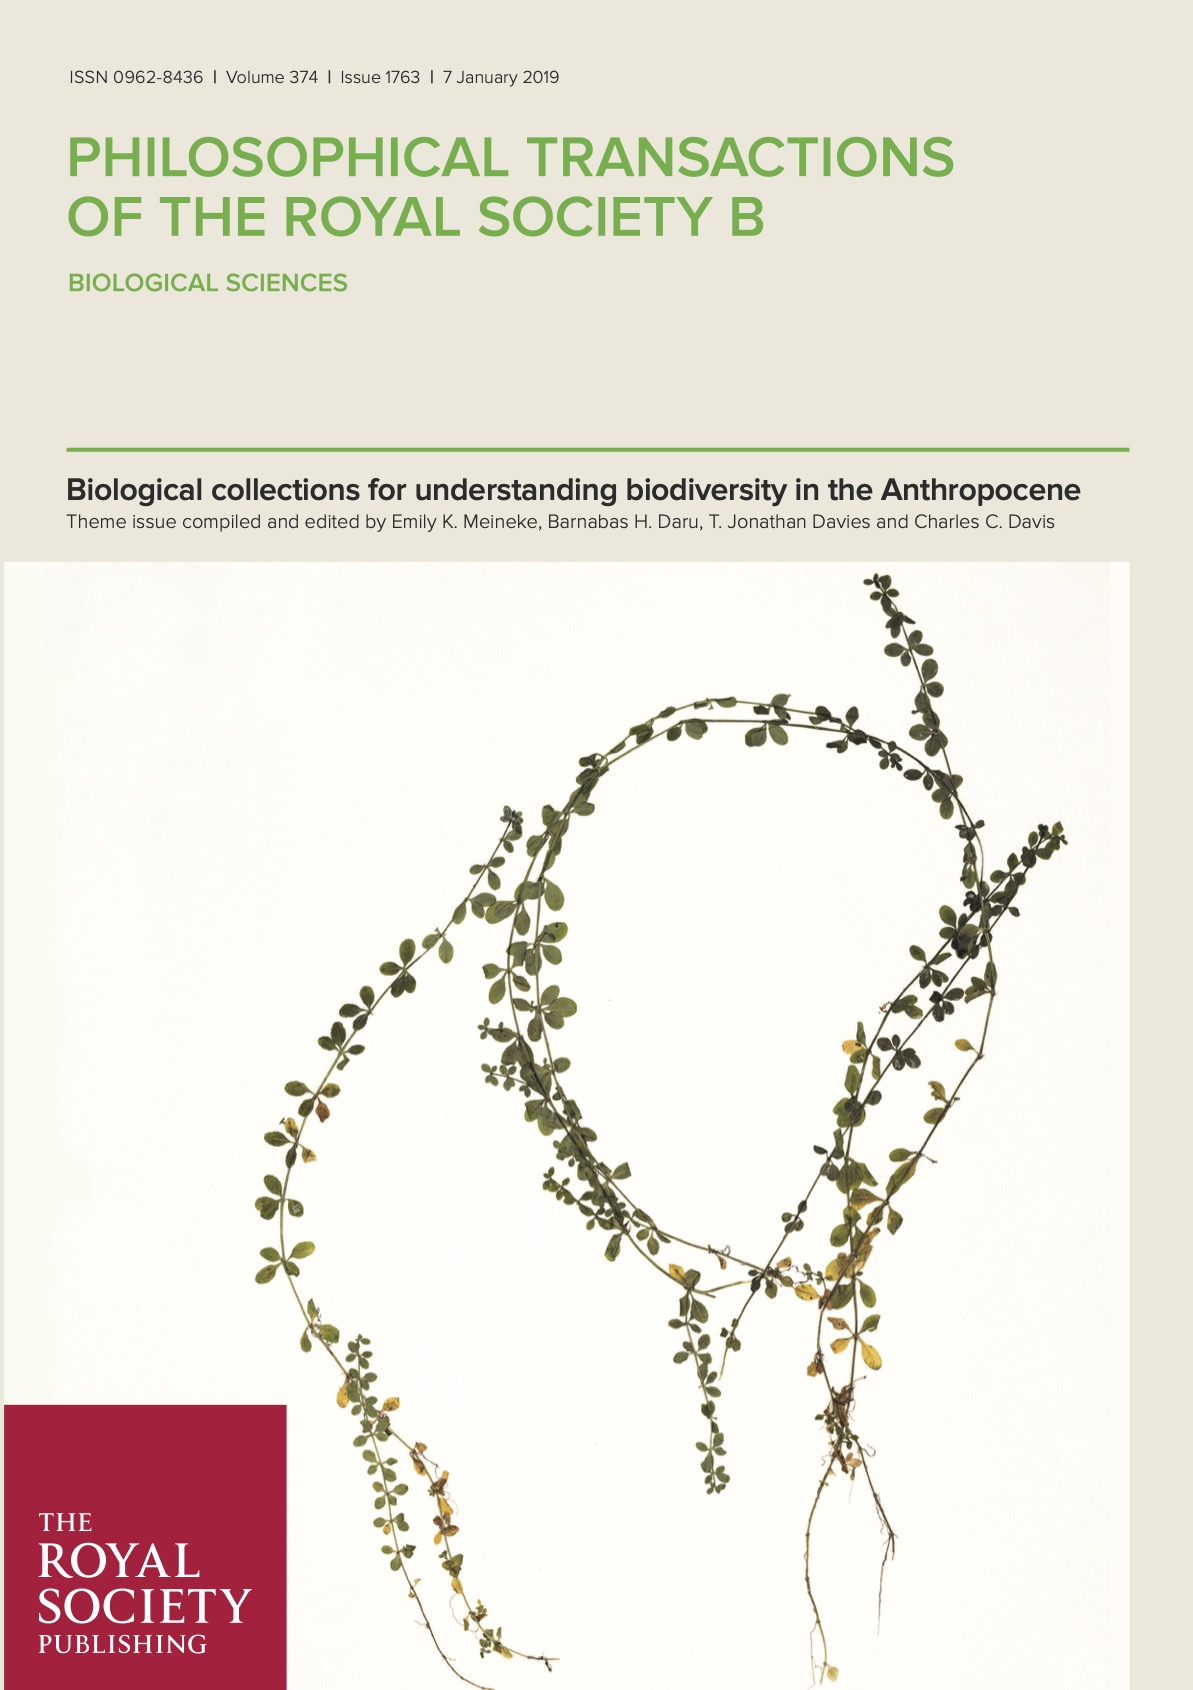 ISSN 0962-8436 | Volume 374 | Issue 1763 | 7 January 2019
PHILOSOPHICAL TRANSACTIONS
OF THE ROYAL SOCIETY B
BIOLOGICAL SCIENCES
Biological collections for understanding biodiversity in the Anthropocene
Theme issue compiled and edited by Emily K. Meineke, Barnabas H. Daru, T. Jonathan Davies and Charles C. Davis
THE
ROYAL
SOCIETY
PUBLISHING